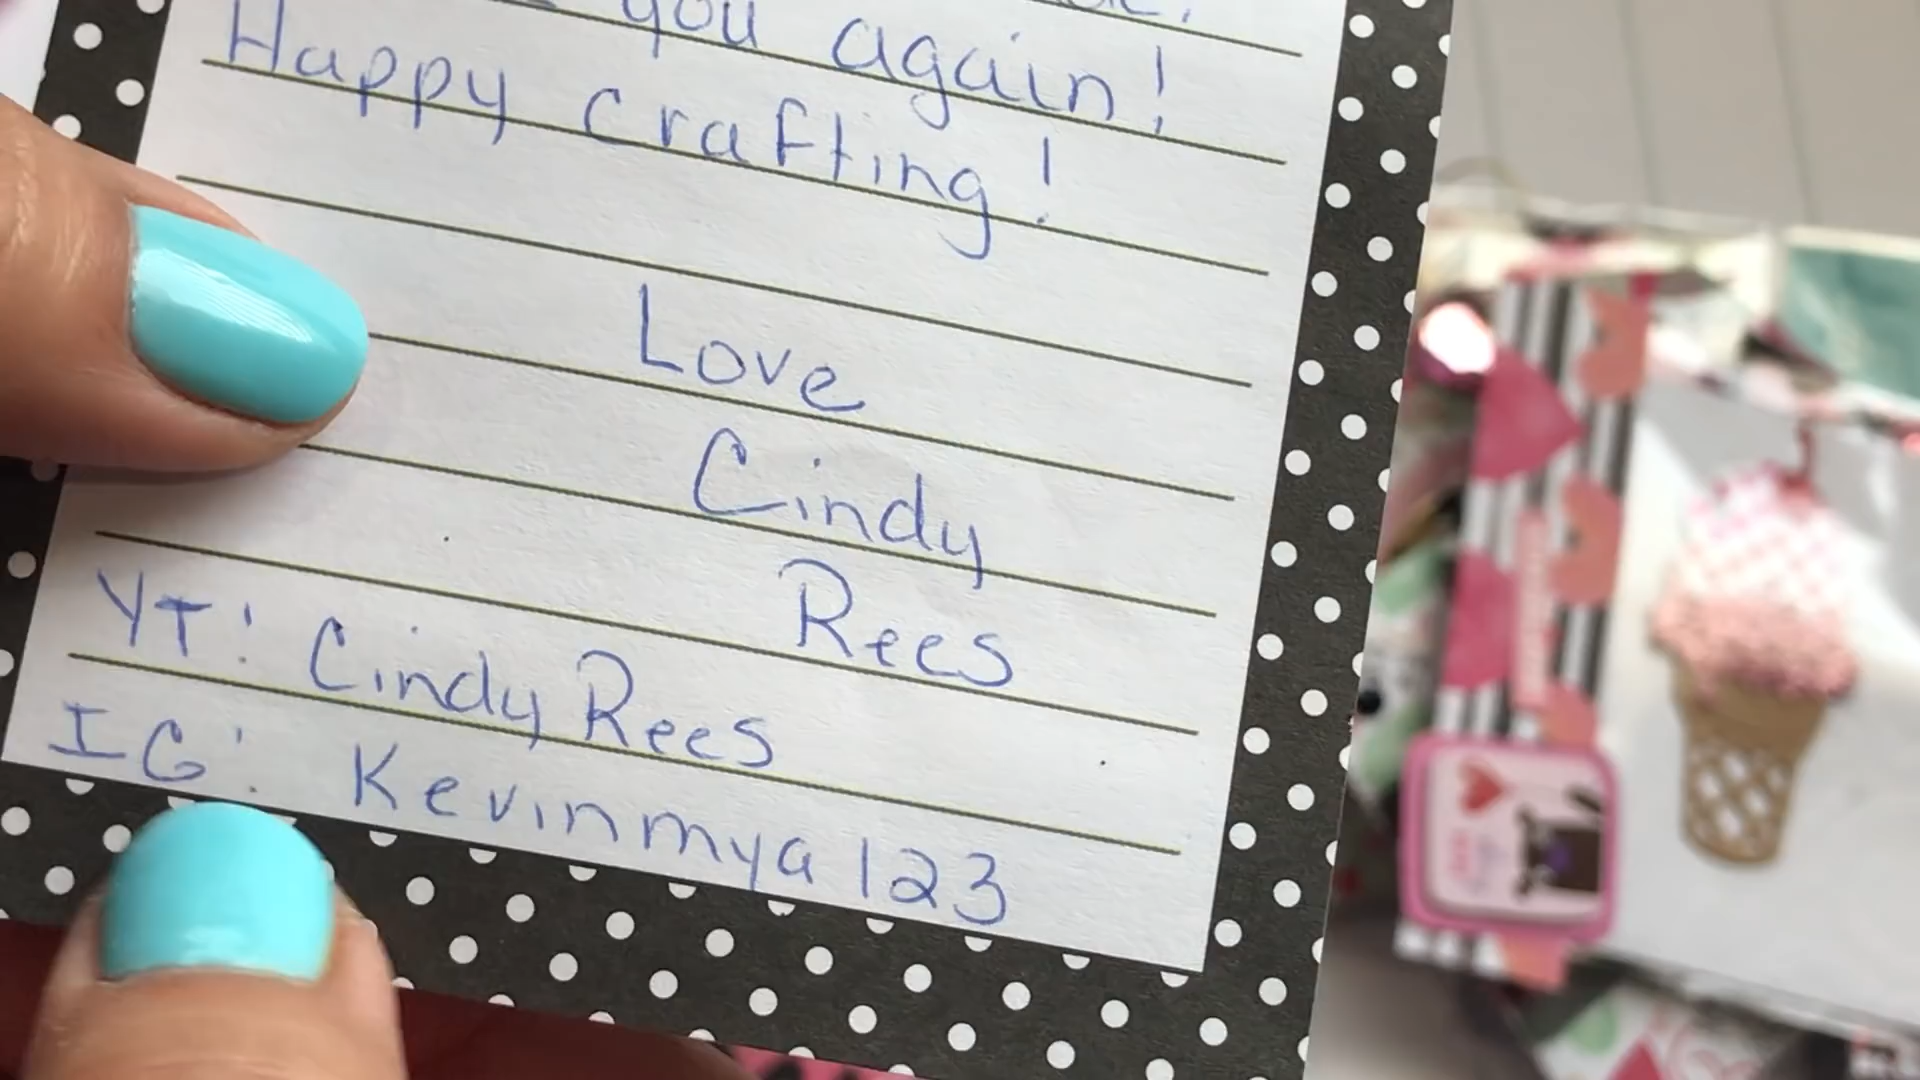 you again!
Happy Crafting!
Love
Cindy
Rees
YT: Cindy Rees
IG: Kevinmya123